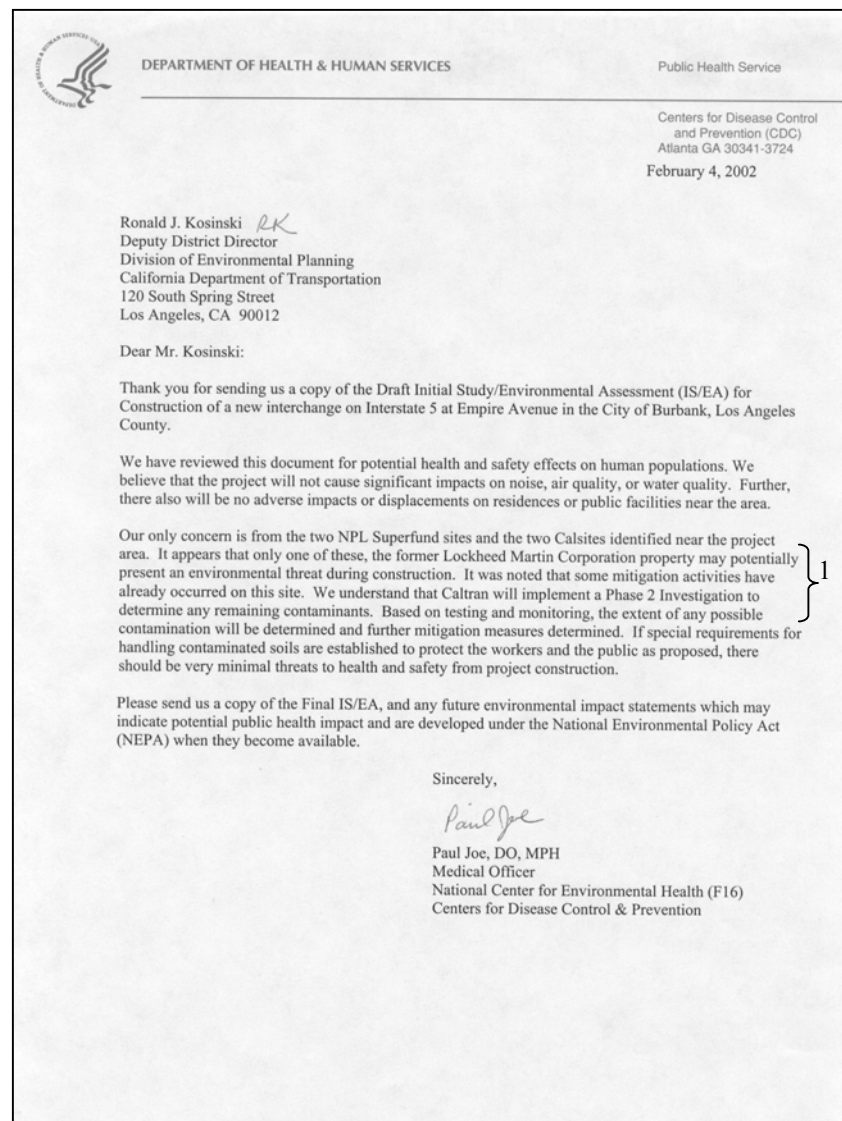 DEPARTMENT OF HEALTH & HUMAN SERVICES
Public Health Service
Centers for Disease Control
and Prevention (CDC)
Atlanta GA 30341-3724
February 4, 2002
Ronald J. Kosinski RK
Deputy District Director
Division of Environmental Planning
California Department of Transportation
120 South Spring Street
Los Angeles, CA 90012
Dear Mr. Kosinski:
Thank you for sending us a copy of the Draft Initial Study/Environmental Assessment (IS/EA) for
Construction of a new interchange on Interstate 5 at Empire Avenue in the City of Burbank, Los Angeles
County.
We have reviewed this document for potential health and safety effects on human populations. We
believe that the project will not cause significant impacts on noise, air quality, or water quality. Further,
there also will be no adverse impacts or displacements on residences or public facilities near the area.
Our only concern is from the two NPL Superfund sites and the two Calsites identified near the project
area. It appears that only one of these, the former Lockheed Martin Corporation property may potentially
present an environmental threat during construction. It was noted that some mitigation activities have
already occurred on this site. We understand that Caltran will implement a Phase 2 Investigation to
determine any remaining contaminants. Based on testing and monitoring, the extent of any possible
contamination will be determined and further mitigation measures determined. If special requirements for
handling contaminated soils are established to protect the workers and the public as proposed, there
should be very minimal threats to health and safety from project construction.
1
Please send us a copy of the Final IS/EA, and any future environmental impact statements which may
indicate potential public health impact and are developed under the National Environmental Policy Act
(NEPA) when they become available.
Sincerely,
Paul Joe
Paul Joe, DO, MPH
Medical Officer
National Center for Environmental Health (F16)
Centers for Disease Control & Prevention